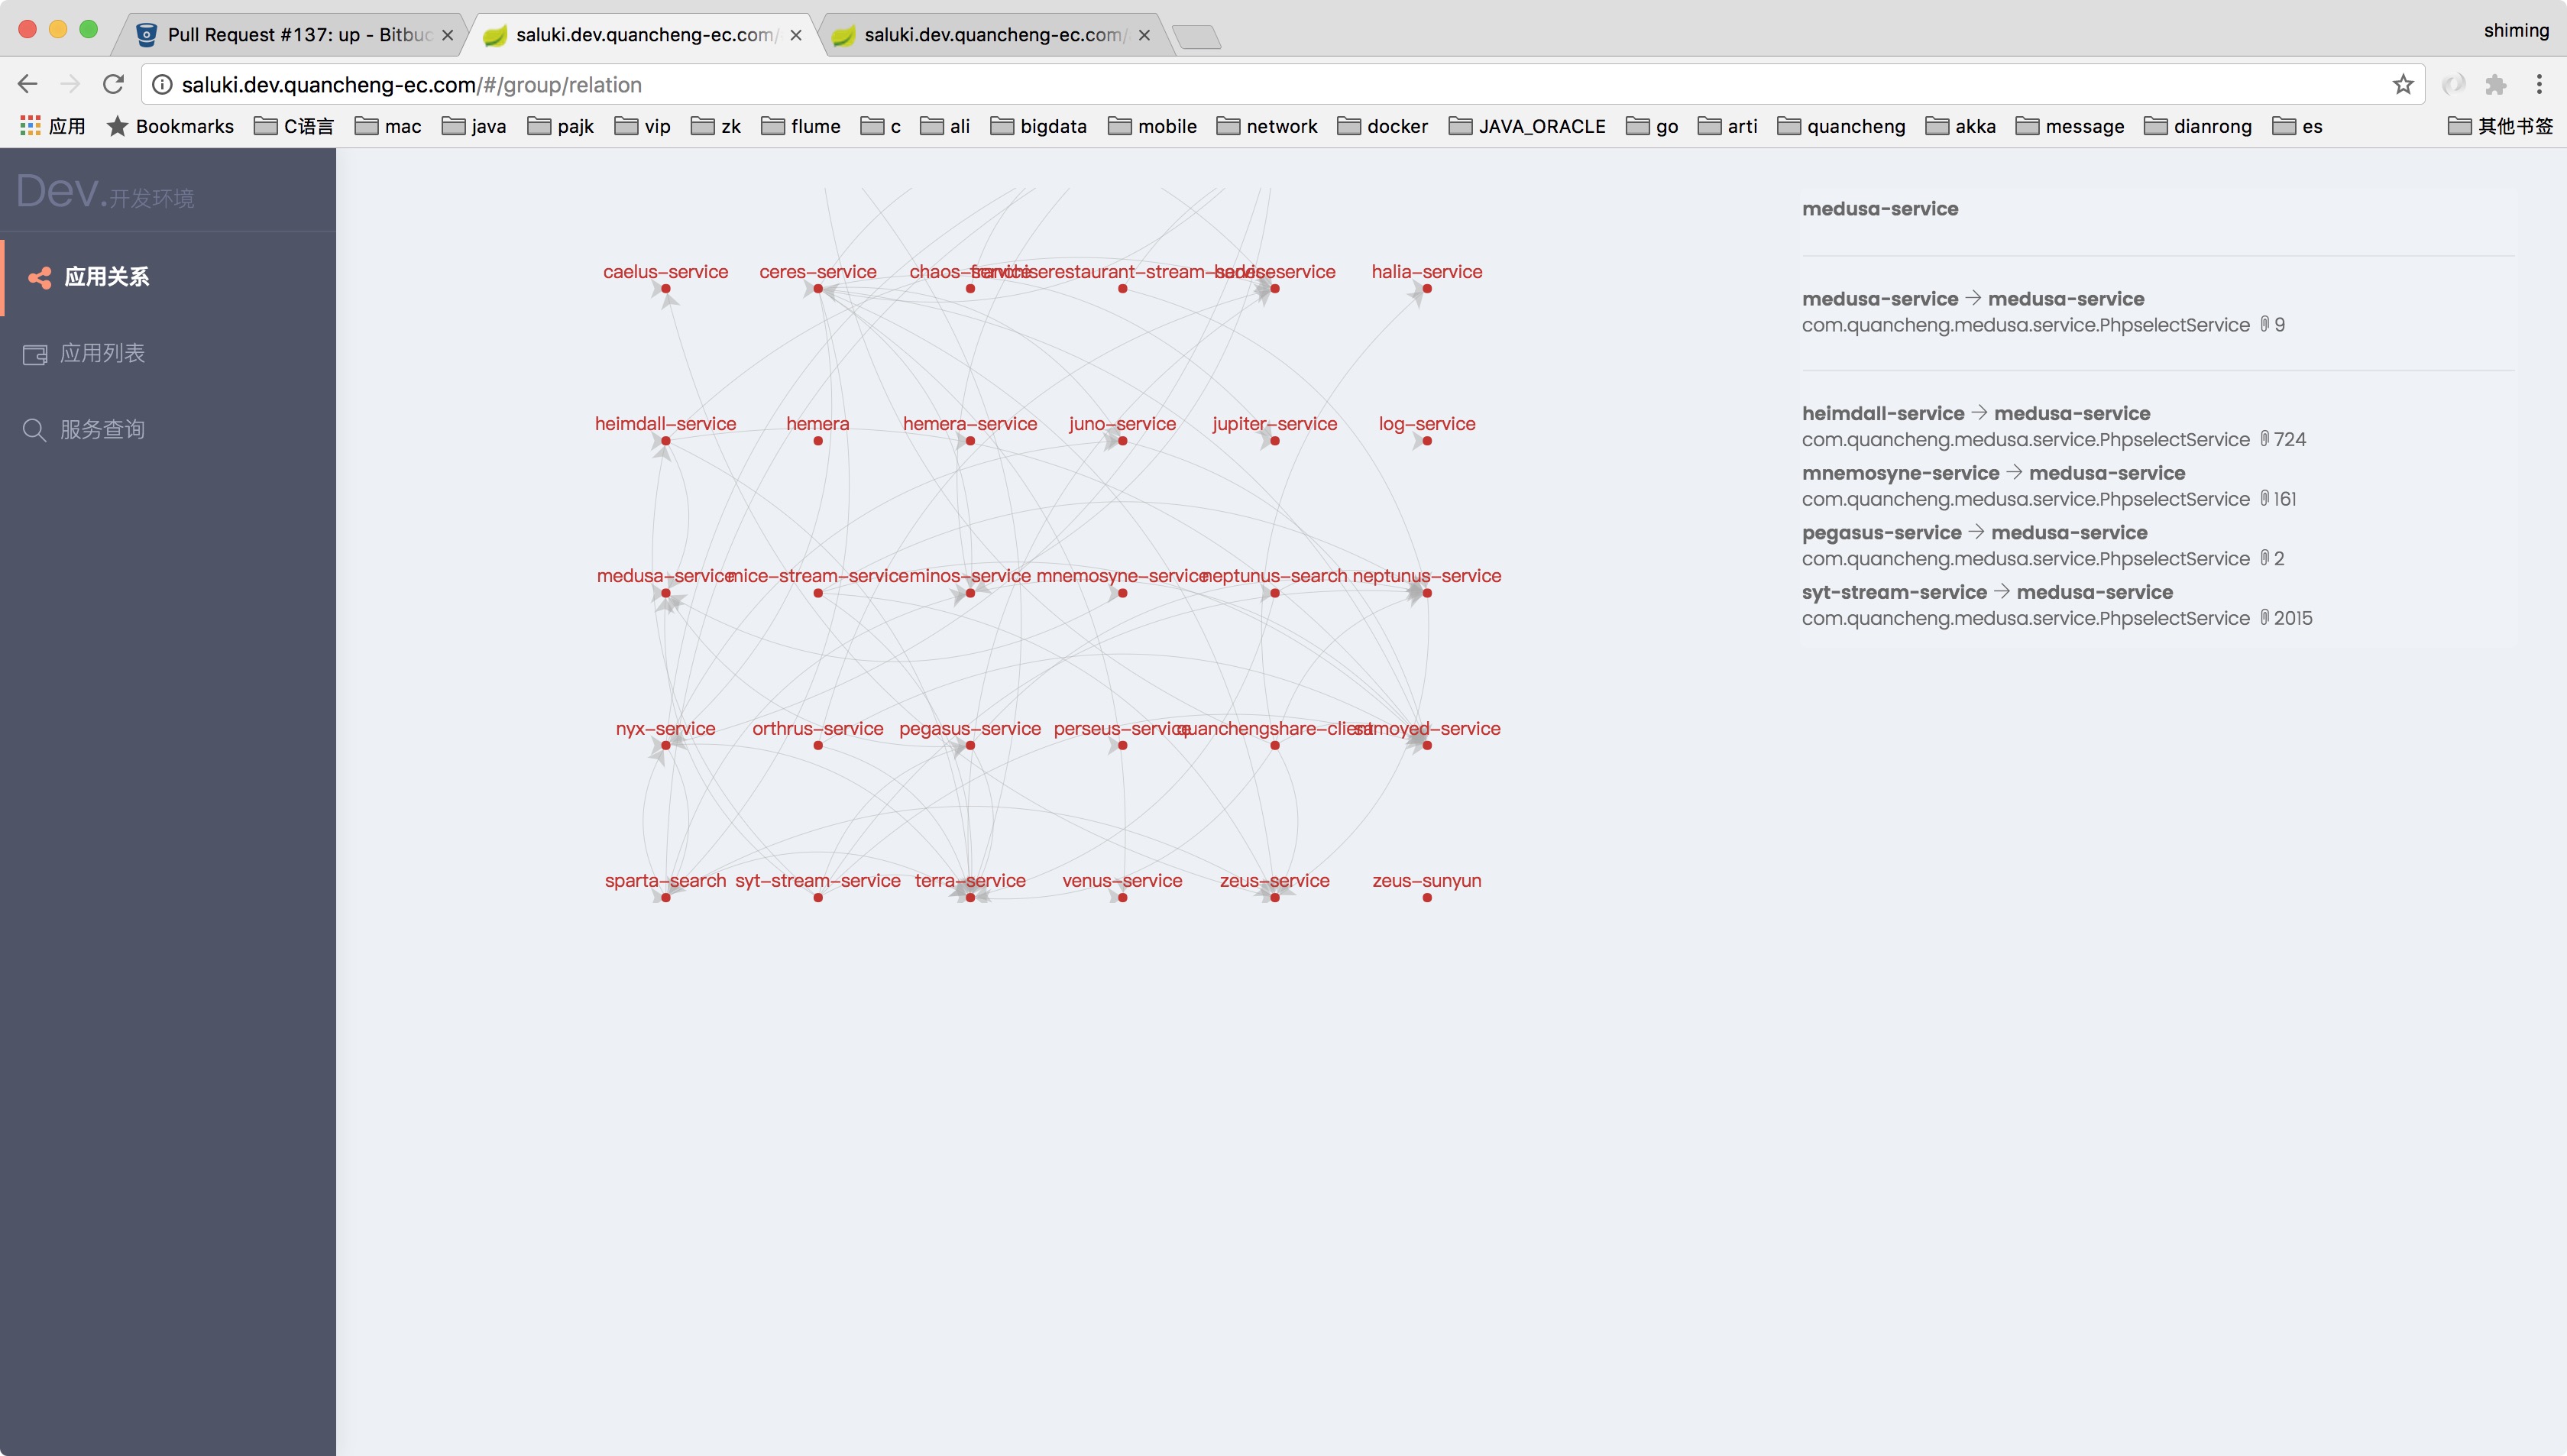 Pull Request #137: up - Bitbuc
saluki.dev.quancheng-ec.com/
saluki.dev.quancheng-ec.com/
shiming
saluki.dev.quancheng-ec.com/#/group/relation
应用 Bookmarks C语言 mac java pajk vip zk flume c ali bigdata mobile network docker JAVA_ORACLE go arti quancheng akka message dianrong es 其他书签
Dev.开发环境
应用关系
应用列表
服务查询
caelus-service ceres-service restaurant-stream-service halia-service
heimdall-service hemera hemera-service juno-service jupiter-service log-service
medusa-service mice-stream-service minos-service mnemosyne-service neptunus-search neptunus-service
nyx-service orthrus-service pegasus-service perseus-service quanchengshare-client samoyed-service
sparta-search syt-stream-service terra-service venus-service zeus-service zeus-sunyun
medusa-service
medusa-service → medusa-service
com.quancheng.medusa.service.PhpselectService 9
heimdall-service → medusa-service
com.quancheng.medusa.service.PhpselectService 724
mnemosyne-service → medusa-service
com.quancheng.medusa.service.PhpselectService 161
pegasus-service → medusa-service
com.quancheng.medusa.service.PhpselectService 2
syt-stream-service → medusa-service
com.quancheng.medusa.service.PhpselectService 2015